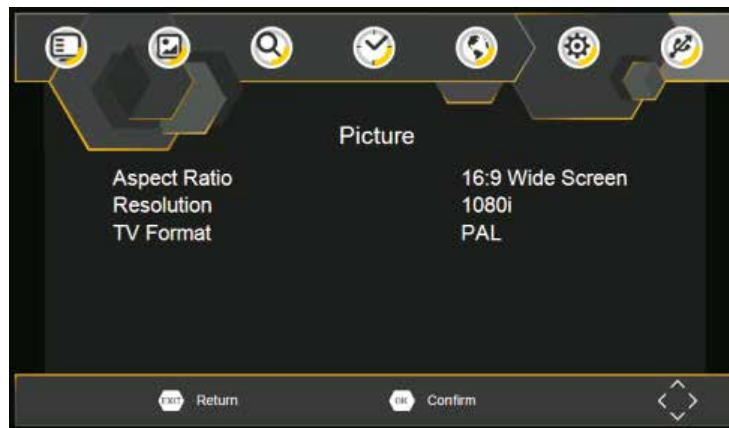 Picture
Aspect Ratio 16:9 Wide Screen
Resolution 1080i
TV Format PAL
EXIT Return OK Confirm